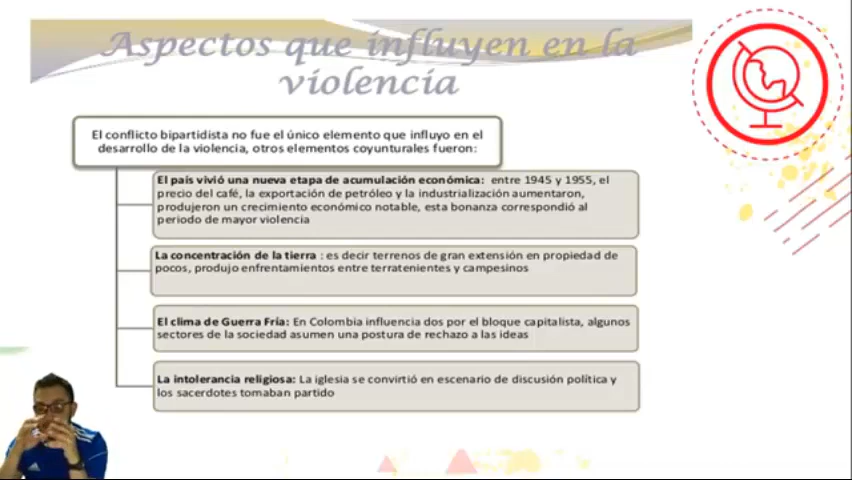 Aspectos que influyen en la
violencia
El conflicto bipartidista no fue el único elemento que influyo en el
desarrollo de la violencia, otros elementos coyunturales fueron:
El país vivió una nueva etapa de acumulación económica: entre 1945 y 1955, el
precio del café, la exportación de petróleo y la industrialización aumentaron,
produjeron un crecimiento económico notable, esta bonanza correspondió al
periodo de mayor violencia
La concentración de la tierra : es decir terrenos de gran extensión en propiedad de
pocos, produjo enfrentamientos entre terratenientes y campesinos
El clima de Guerra Fría: En Colombia influencia dos por el bloque capitalista, algunos
sectores de la sociedad asumen una postura de rechazo a las ideas
La intolerancia religiosa: La iglesia se convirtió en escenario de discusión política y
los sacerdotes tomaban partido